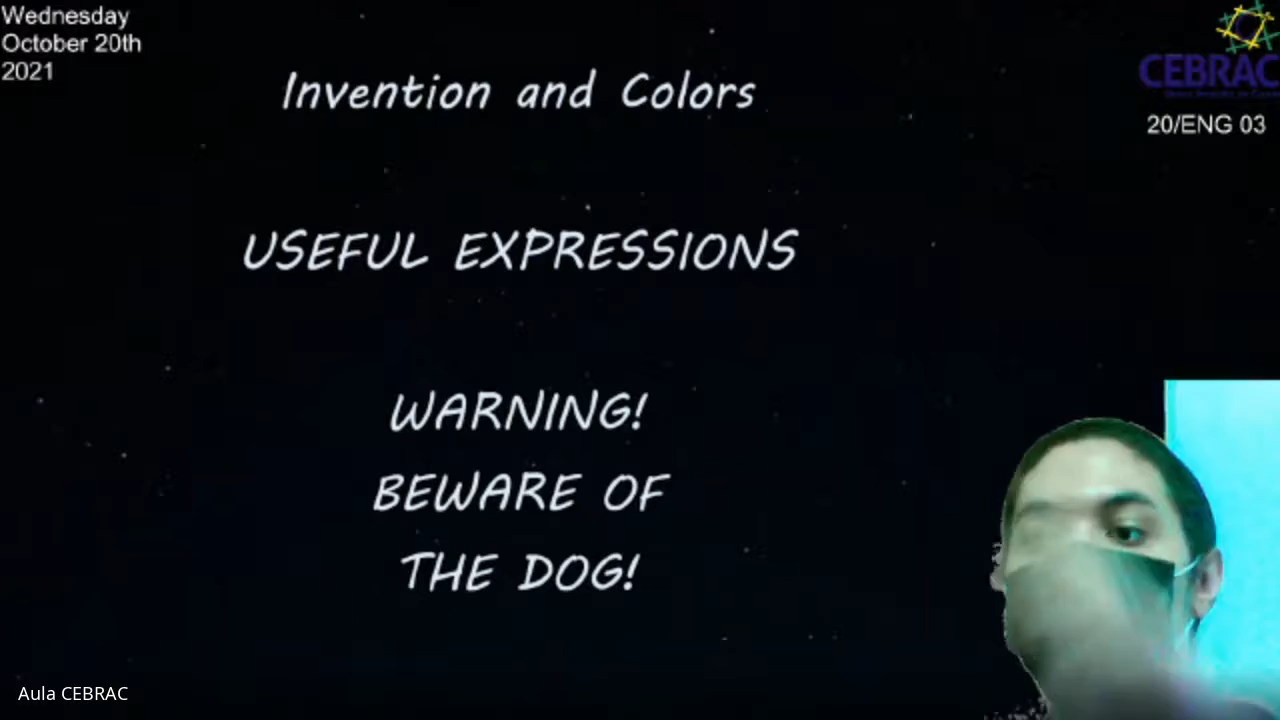 Wednesday
October 20th
2021
CEBRAC
20/ENG 03
Invention and Colors
USEFUL EXPRESSIONS
WARNING!
BEWARE OF
THE DOG!
Aula CEBRAC